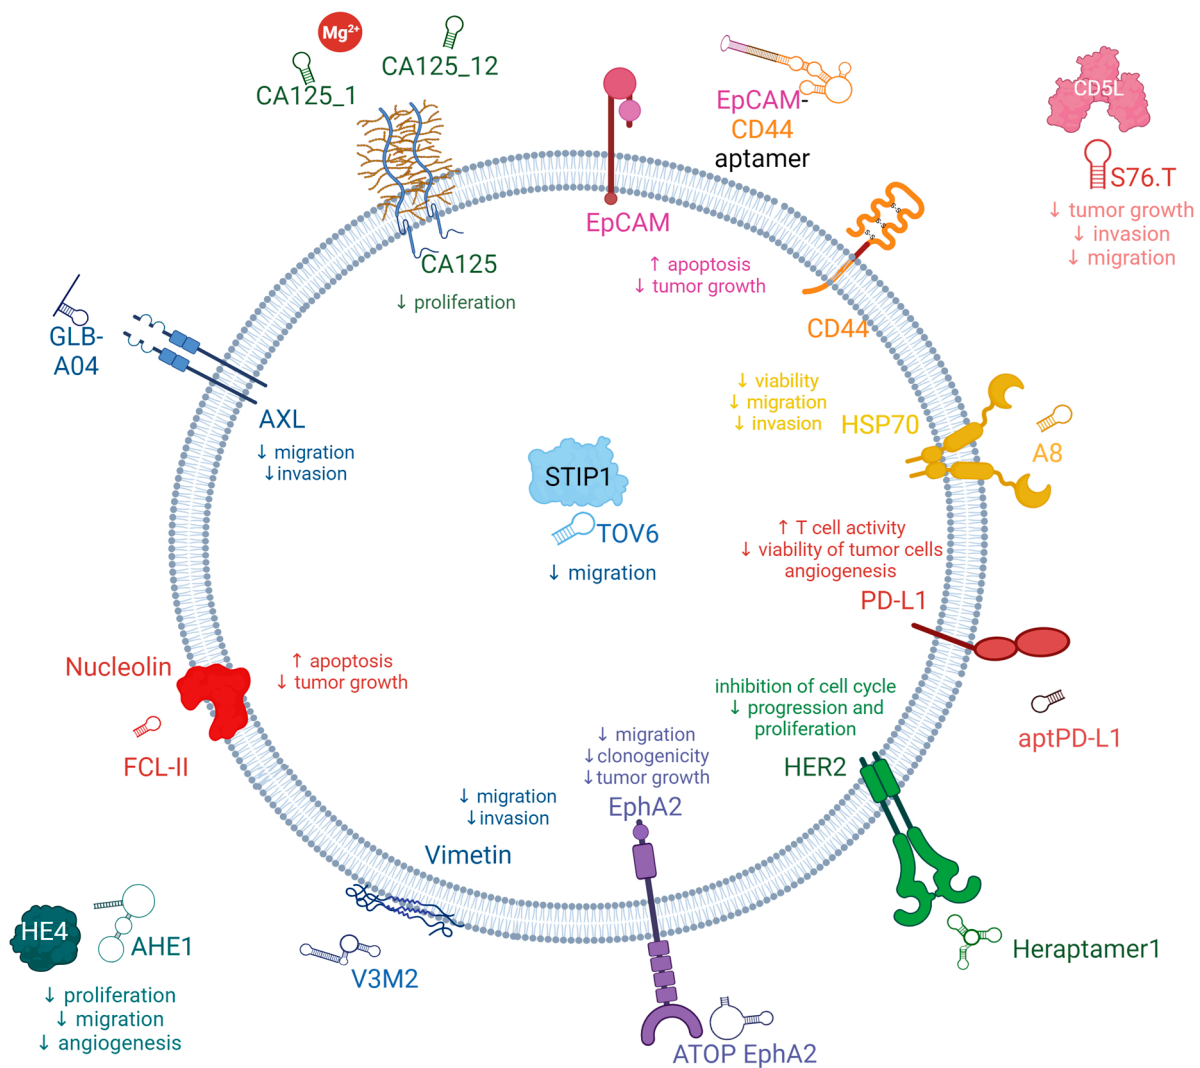 Mg²⁺
CA125_1
CA125_12
CA125
↓ proliferation
EpCAM
↑ apoptosis
↓ tumor growth
EpCAM-
CD44
aptamer
S-S
S-S
S-S
CD44
CD5L
S76.T
↓ tumor growth
↓ invasion
↓ migration
GLB-
A04
AXL
↓ migration
↓invasion
↓ viability
↓ migration
↓ invasion
HSP70
A8
STIP1
TOV6
↓ migration
↑ T cell activity
↓ viability of tumor cells
angiogenesis
PD-L1
aptPD-L1
Nucleolin
↑ apoptosis
↓ tumor growth
FCL-II
inhibition of cell cycle
↓ progression and
proliferation
HER2
Heraptamer1
↓ migration
↓clonogenicity
↓tumor growth
EphA2
ATOP EphA2
↓ migration
↓invasion
Vimetin
V3M2
HE4
AHE1
↓ proliferation
↓ migration
↓ angiogenesis